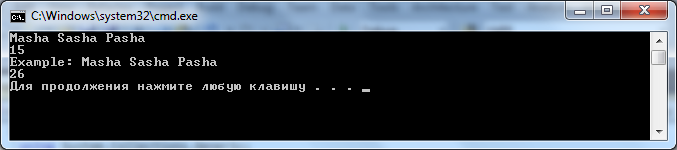 C:\Windows\system32\cmd.exe
Masha Sasha Pasha
15
Example: Masha Sasha Pasha
26
Для продолжения нажмите любую клавишу . . .